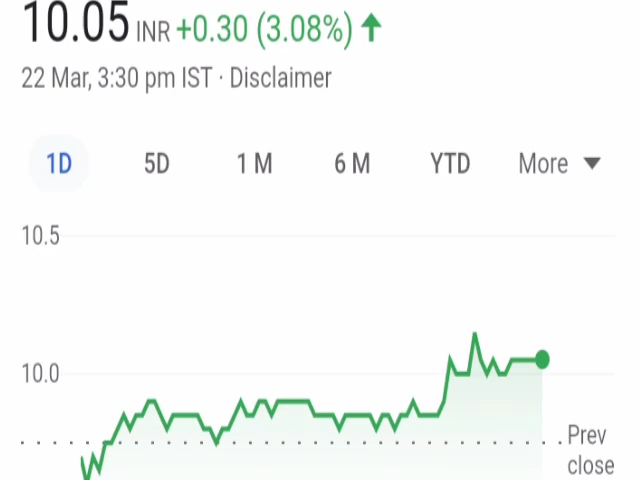 10.05 INR +0.30 (3.08%) ↑
22 Mar, 3:30 pm IST · Disclaimer
1D 5D 1 M 6 M YTD More ▼
10.5
10.0
Prev
close